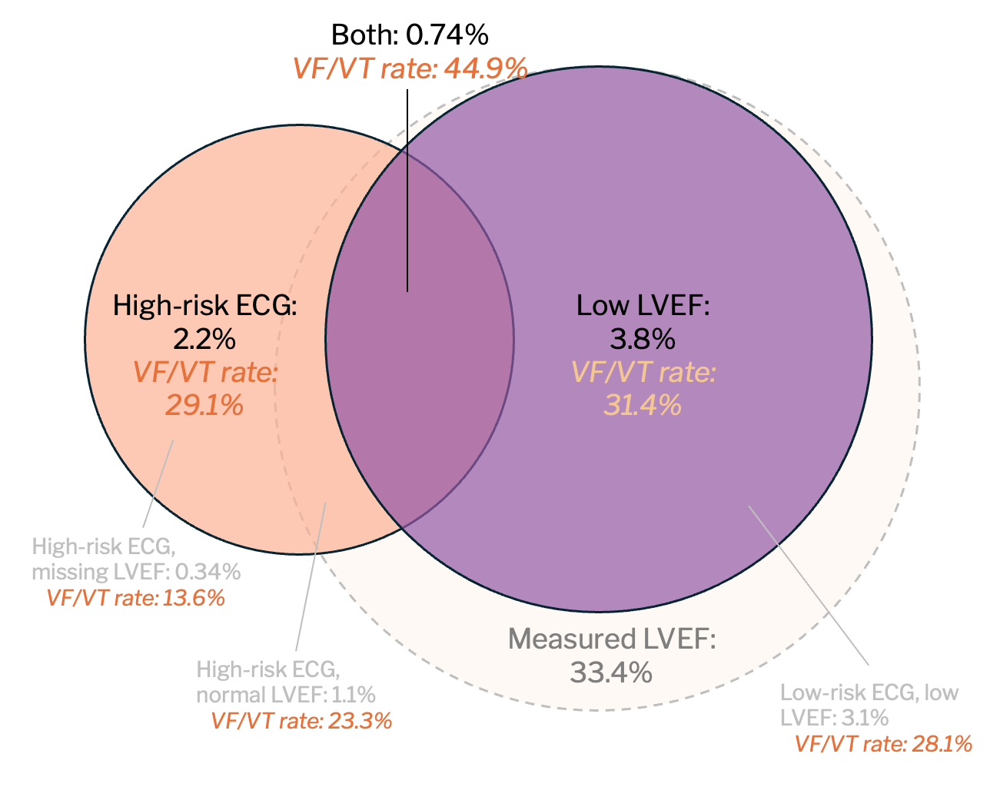 Both: 0.74%
VF/VT rate: 44.9%
High-risk ECG:
2.2%
VF/VT rate:
29.1%
Low LVEF:
3.8%
VF/VT rate:
31.4%
High-risk ECG,
missing LVEF: 0.34%
VF/VT rate: 13.6%
Measured LVEF:
33.4%
High-risk ECG,
normal LVEF: 1.1%
VF/VT rate: 23.3%
Low-risk ECG, low
LVEF: 3.1%
VF/VT rate: 28.1%